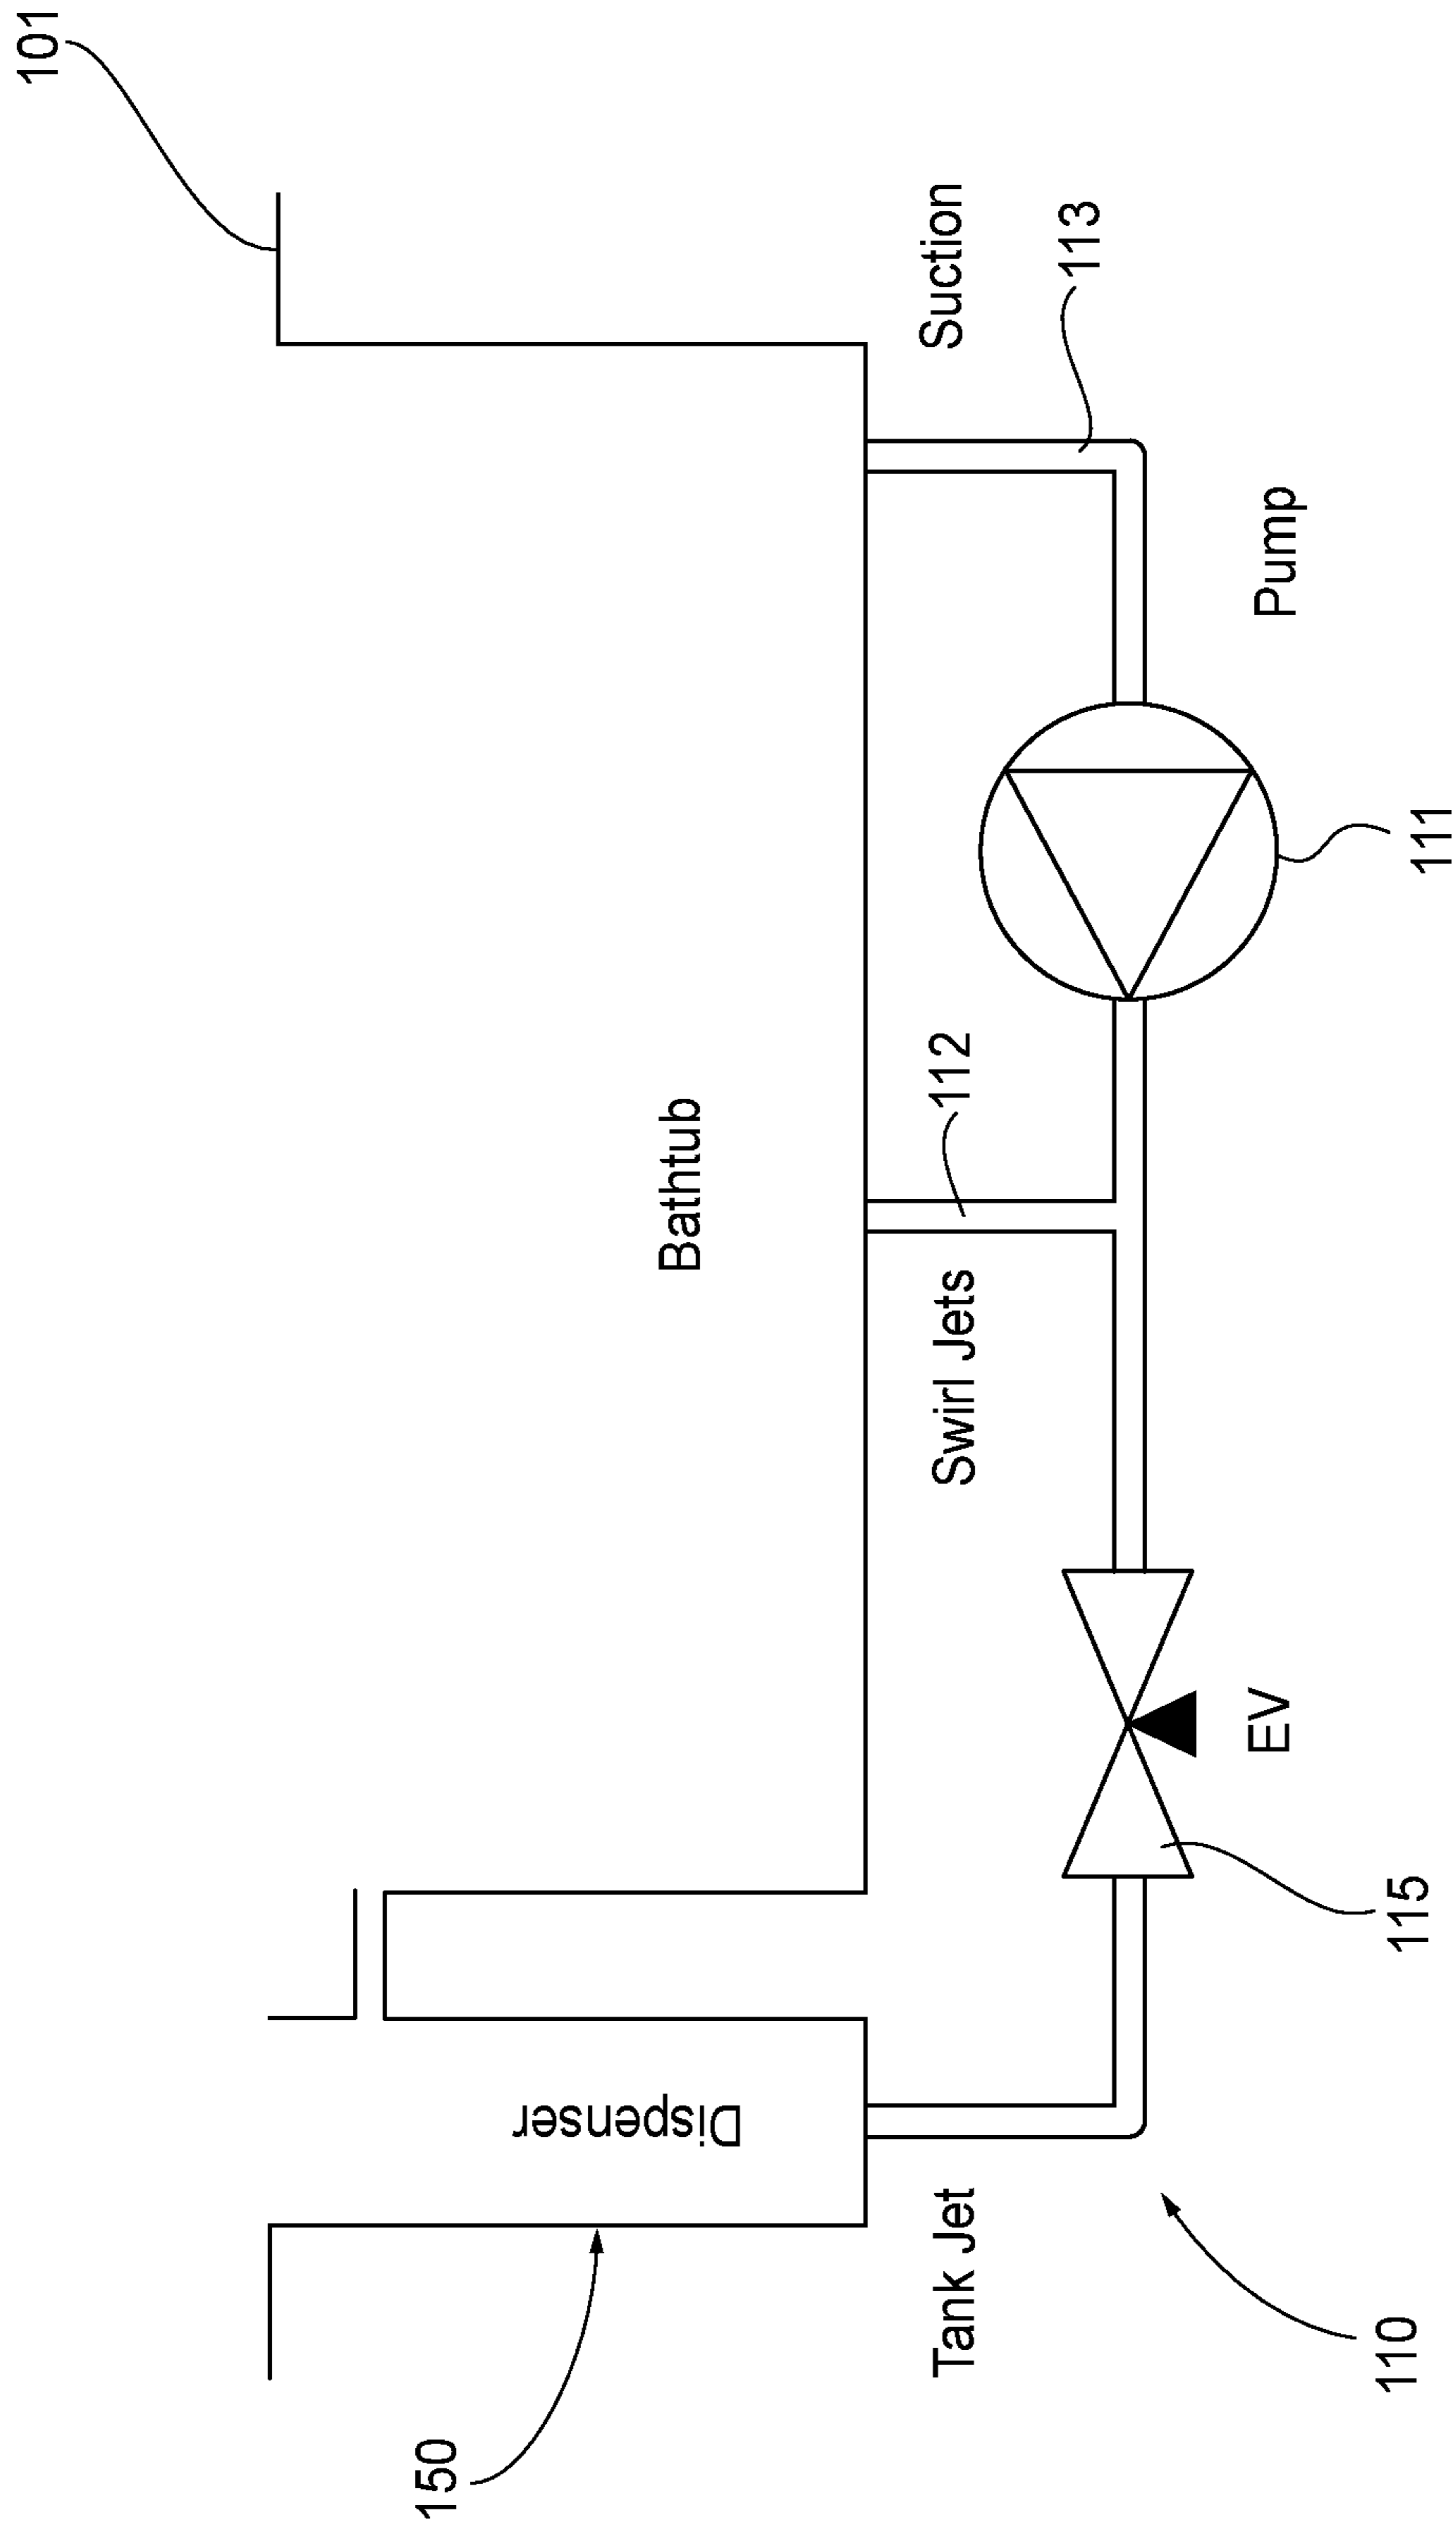 101
Suction
113
Pump
111
112
Bathtub
Swirl Jets
EV
115
Dispenser
Tank Jet
110
150